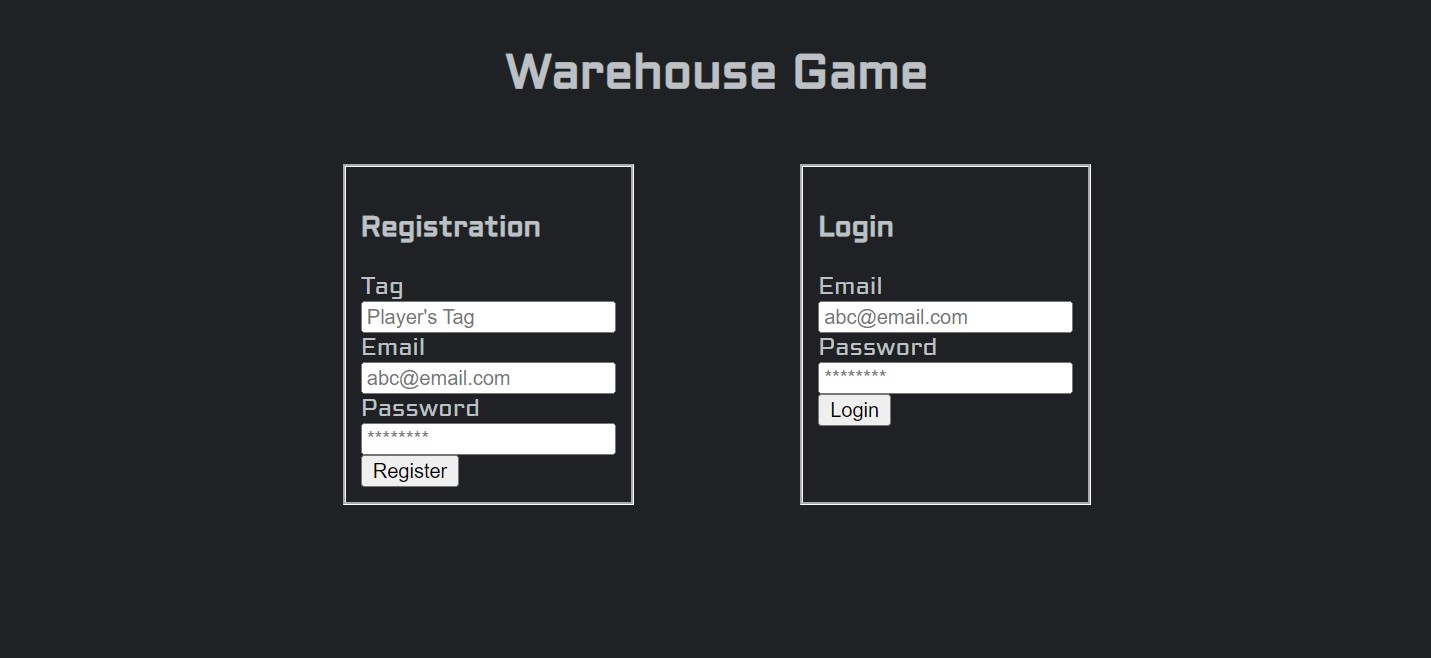 Warehouse Game
Registration
Tag
Player's Tag
Email
abc@email.com
Password
********
Register
Login
Email
abc@email.com
Password
********
Login